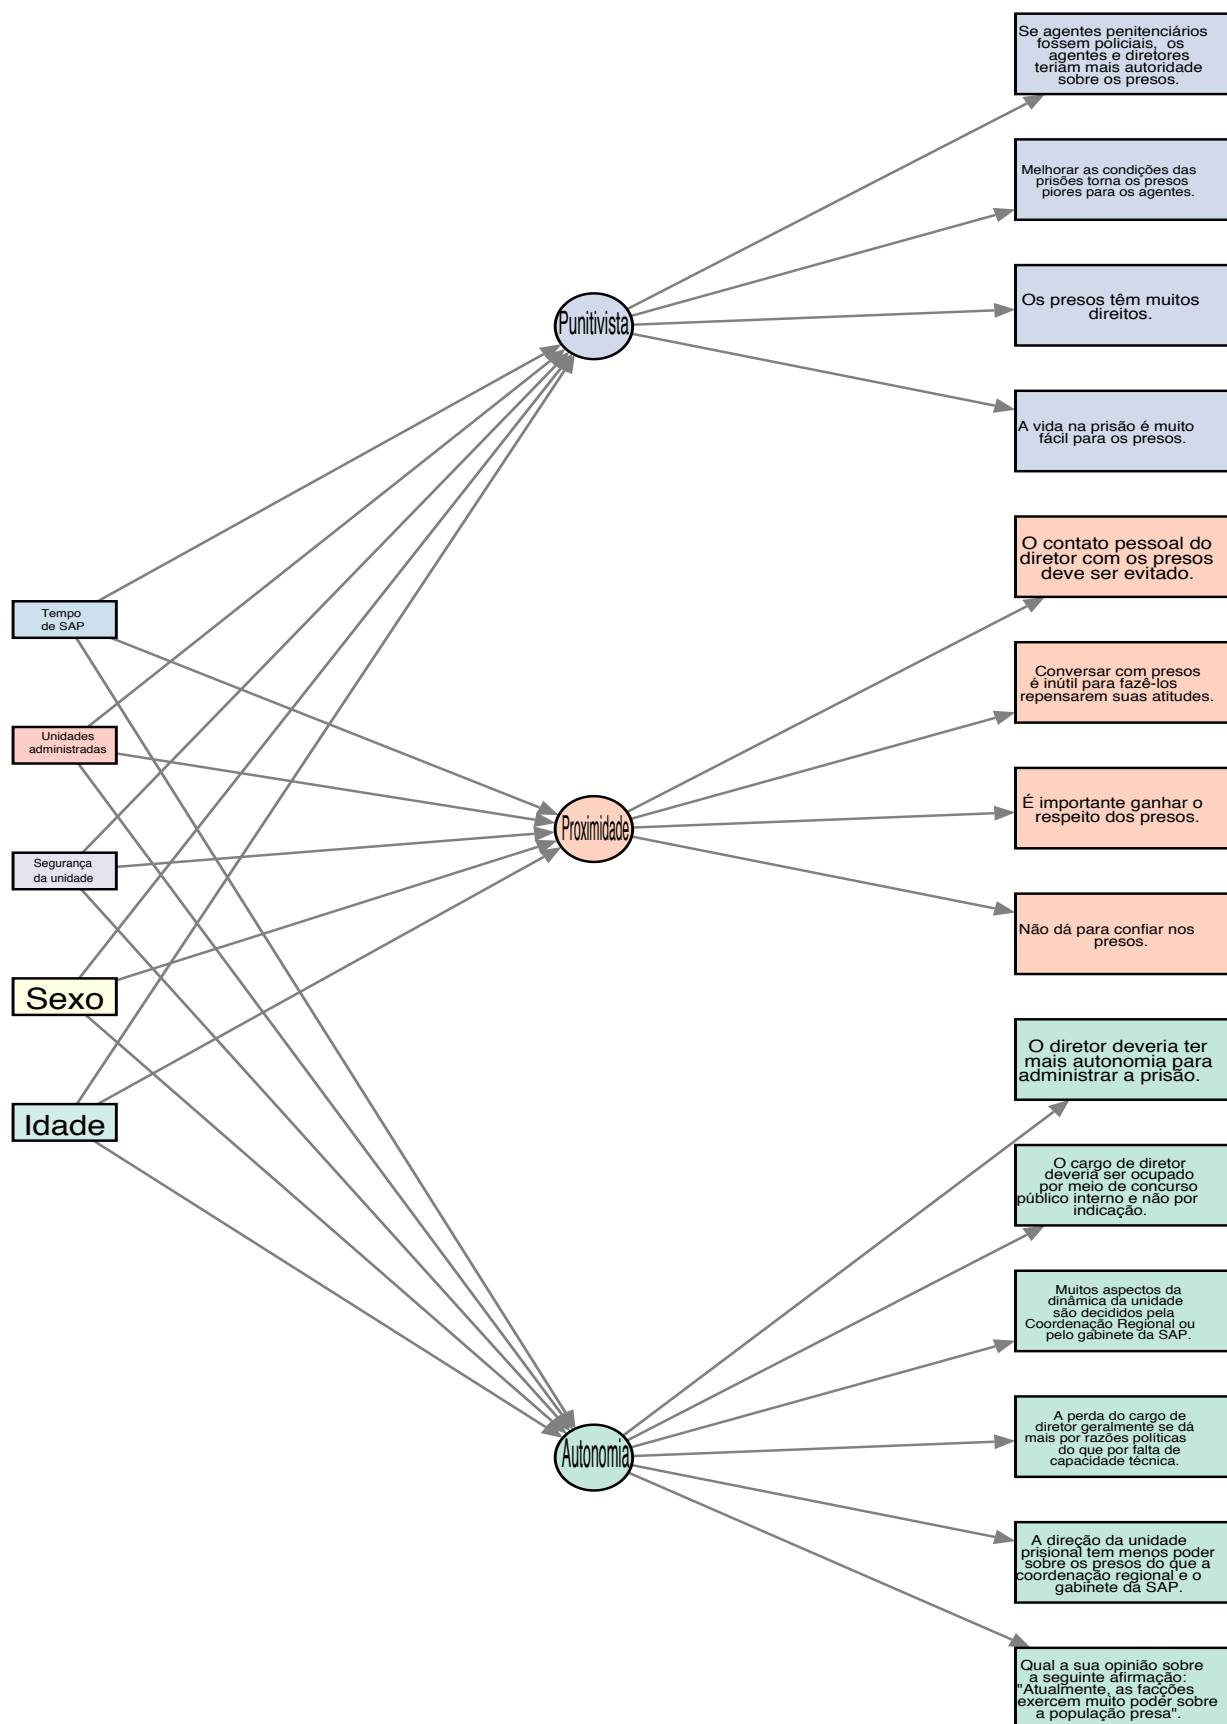 Se agentes penitenciários
fossem policiais, os
agentes e diretores
teriam mais autoridade
sobre os presos.
Melhorar as condições das
prisões torna os presos
piores para os agentes.
Os presos têm muitos
direitos.
A vida na prisão é muito
fácil para os presos.
O contato pessoal do
diretor com os presos
deve ser evitado.
Conversar com presos
é inútil para fazê-los
repensarem suas atitudes.
É importante ganhar o
respeito dos presos.
Não dá para confiar nos
presos.
O diretor deveria ter
mais autonomia para
administrar a prisão.
O cargo de diretor
deveria ser ocupado
por meio de concurso
público interno e não por
indicação.
Muitos aspectos da
dinâmica da unidade
são decididos pela
Coordenação Regional ou
pelo gabinete da SAP.
A perda do cargo de
diretor geralmente se dá
mais por razões políticas
do que por falta de
capacidade técnica.
A direção da unidade
prisional tem menos poder
sobre os presos do que a
coordenação regional e o
gabinete da SAP.
Qual a sua opinião sobre
a seguinte afirmação:
"Atualmente, as facções
exercem muito poder sobre
a população presa".
Punitivista
Proximidade
Autonomia
Tempo
de SAP
Unidades
administradas
Segurança
da unidade
Sexo
Idade